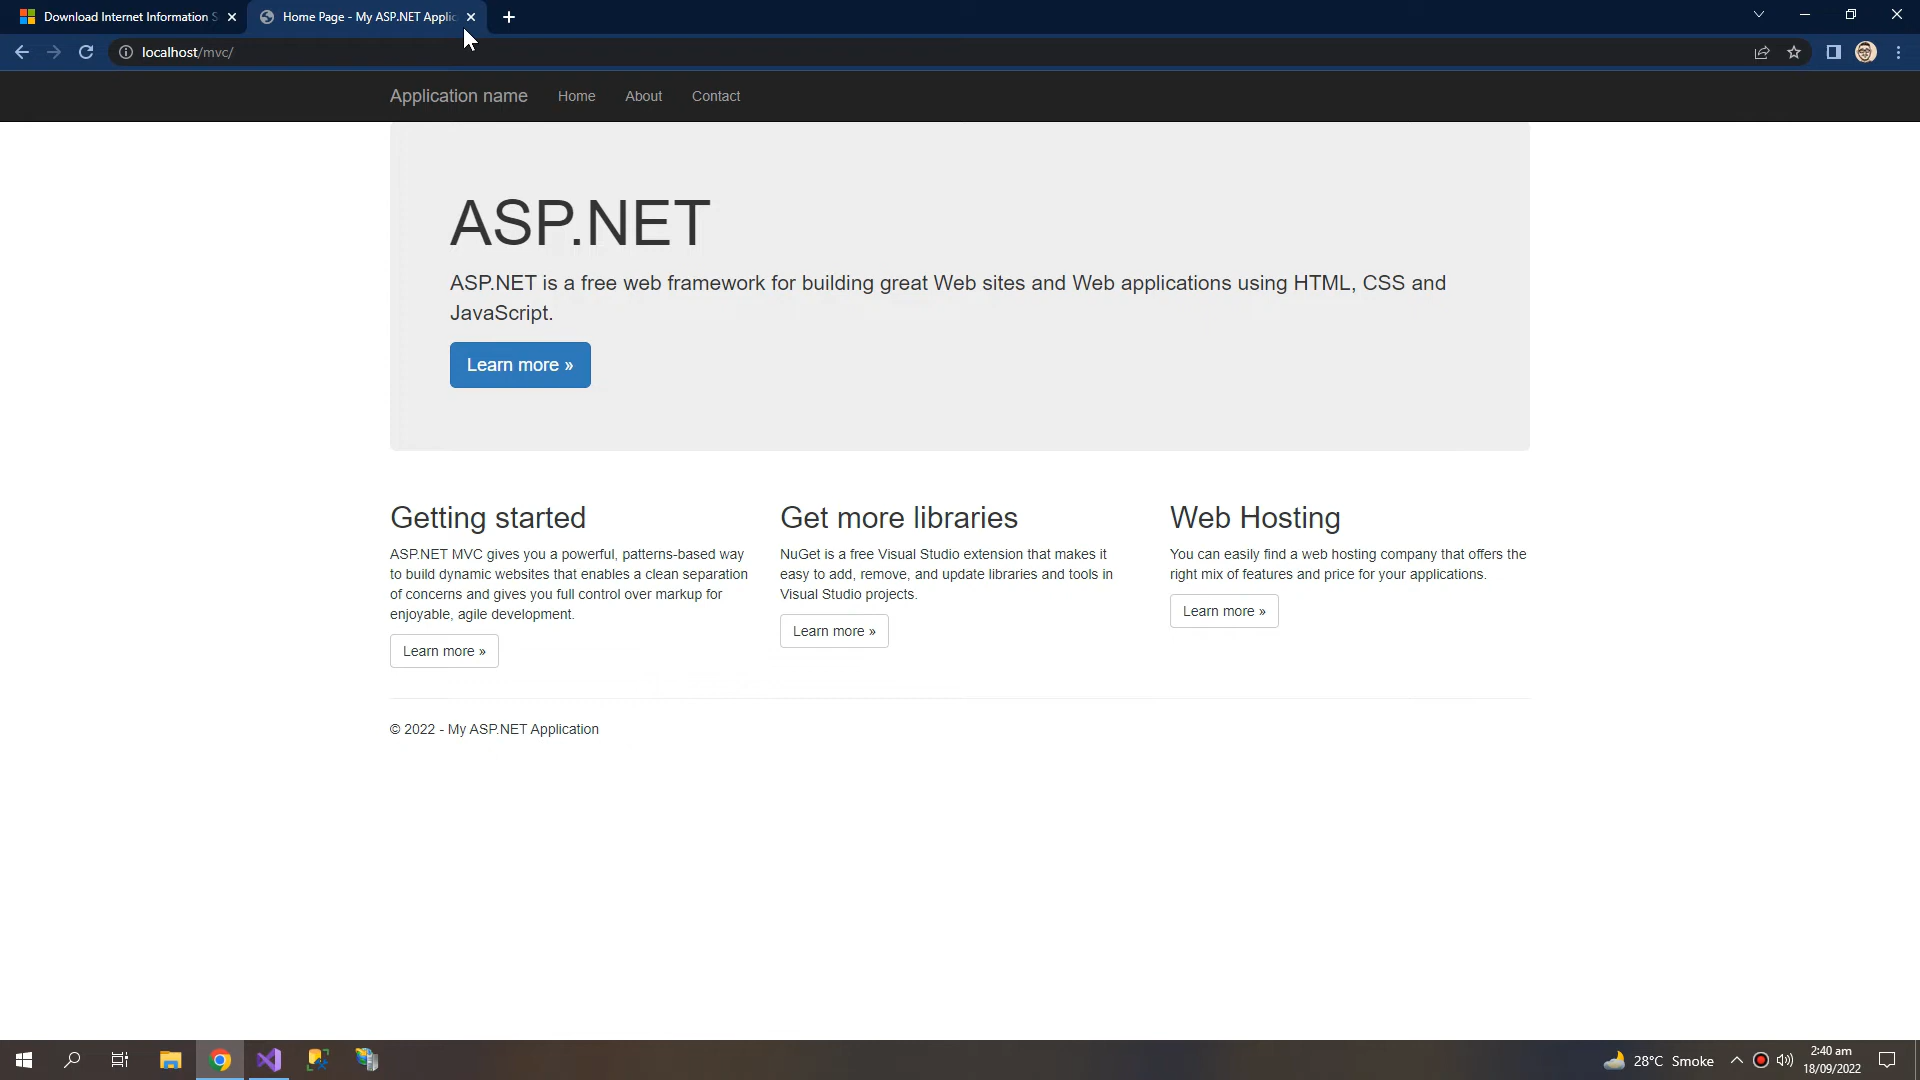 Download Internet Information S
Home Page - My ASP.NET Applic
localhost/mvc/
Application name Home About Contact
ASP.NET
ASP.NET is a free web framework for building great Web sites and Web applications using HTML, CSS and
JavaScript.
Learn more »
Getting started
ASP.NET MVC gives you a powerful, patterns-based way
to build dynamic websites that enables a clean separation
of concerns and gives you full control over markup for
enjoyable, agile development.
Learn more »
Get more libraries
NuGet is a free Visual Studio extension that makes it
easy to add, remove, and update libraries and tools in
Visual Studio projects.
Learn more »
Web Hosting
You can easily find a web hosting company that offers the
right mix of features and price for your applications.
Learn more »
© 2022 - My ASP.NET Application
28°C Smoke
2:40 am
18/09/2022